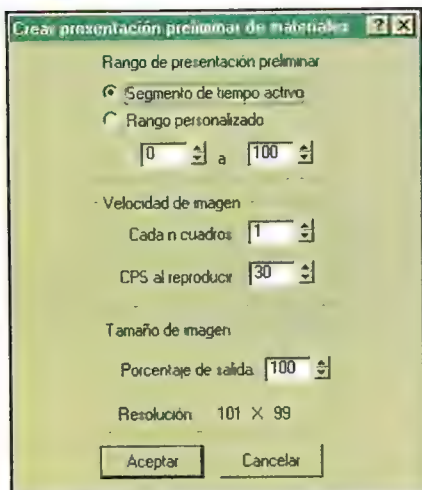 Crear presentación preliminar de materiales
Rango de presentación preliminar
Segmento de tiempo activo
Rango personalizado
0 a 100
Velocidad de imagen
Cada n cuadros 1
CPS al reproducir 30
Tamaño de imagen
Porcentaje de salida 100
Resolución 101 X 99
Aceptar Cancelar